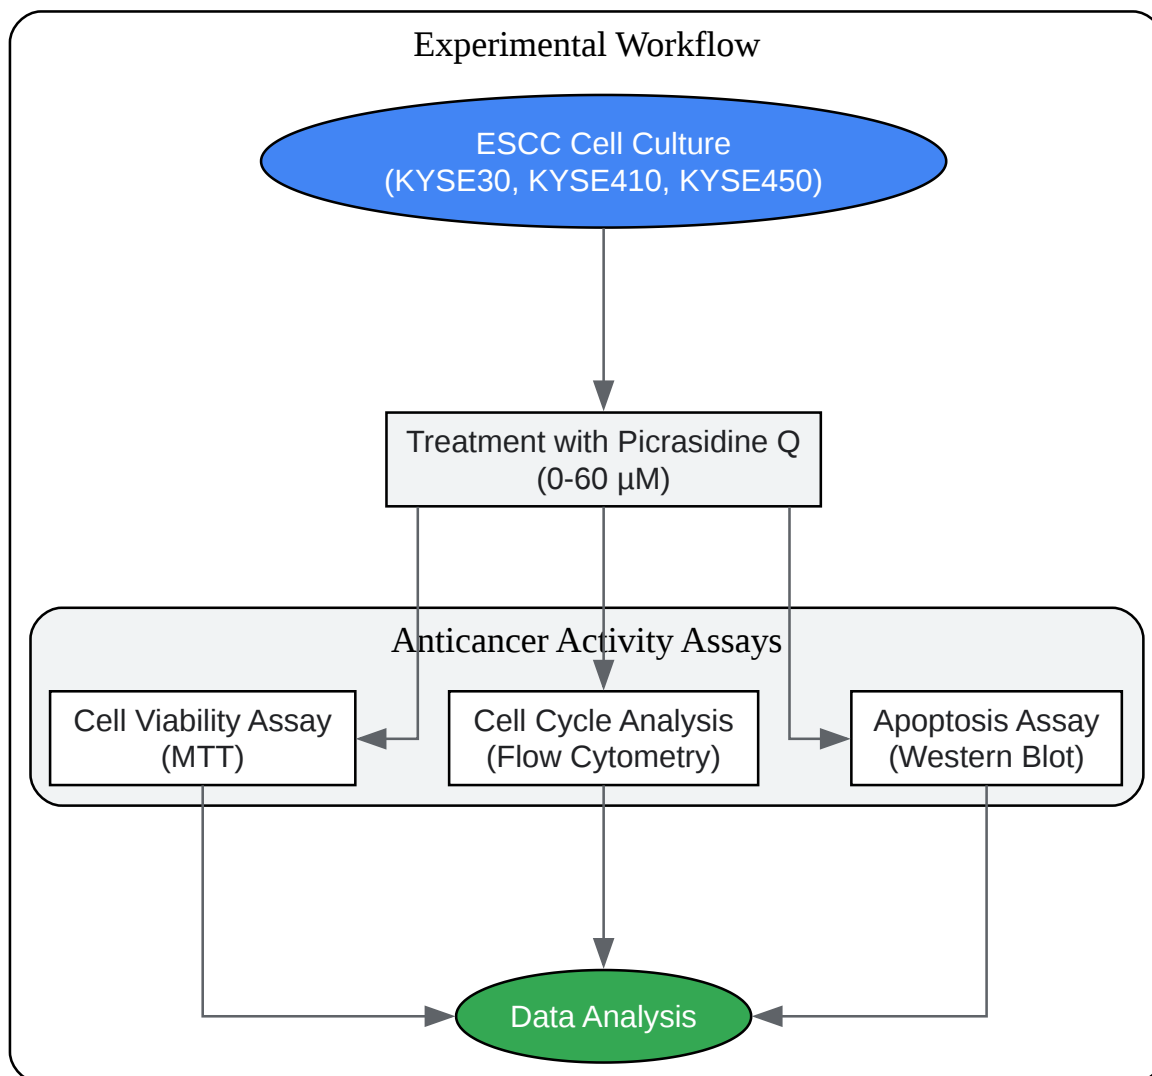 Experimental Workflow
ESCC Cell Culture
(KYSE30, KYSE410, KYSE450)
Treatment with Picrasidine Q
(0-60 µM)
Anticancer Activity Assays
Cell Viability Assay
(MTT)
Cell Cycle Analysis
(Flow Cytometry)
Apoptosis Assay
(Western Blot)
Data Analysis